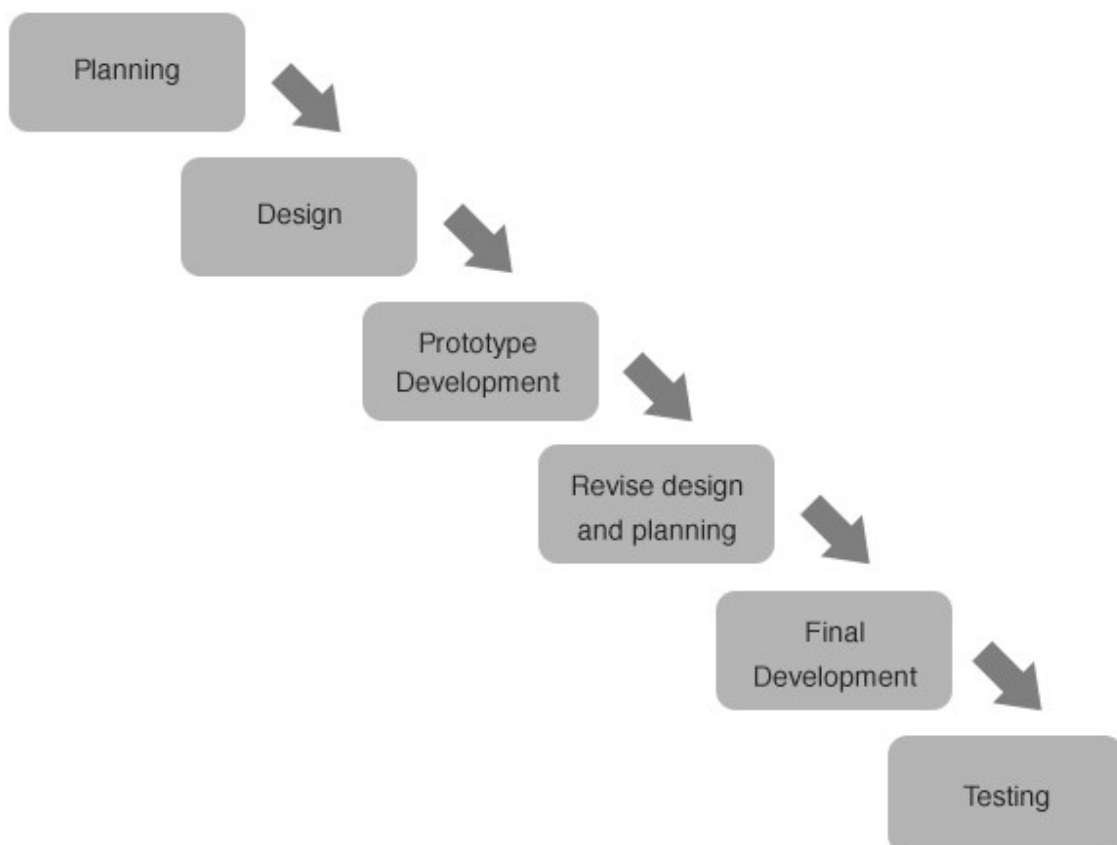 Planning
Design
Prototype
Development
Revise design
and planning
Final
Development
Testing